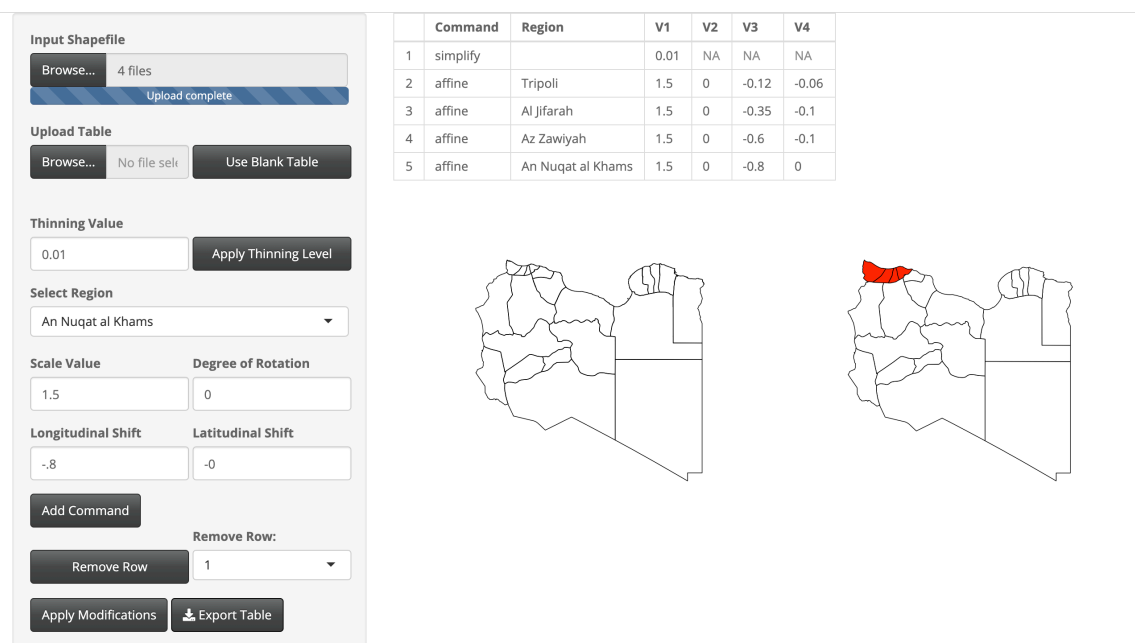 Input Shapefile
Browse... 4 files
Upload complete
Upload Table
Browse... No file sele Use Blank Table
Thinning Value
0.01 Apply Thinning Level
Select Region
An Nuqat al Khams
Scale Value Degree of Rotation
1.5 0
Longitudinal Shift Latitudinal Shift
-.8 -0
Add Command
Remove Row:
Remove Row 1
Apply Modifications Export Table
Command Region V1 V2 V3 V4
1 simplify 0.01 NA NA NA
2 affine Tripoli 1.5 0 -0.12 -0.06
3 affine Al Jifarah 1.5 0 -0.35 -0.1
4 affine Az Zawiyah 1.5 0 -0.6 -0.1
5 affine An Nuqat al Khams 1.5 0 -0.8 0